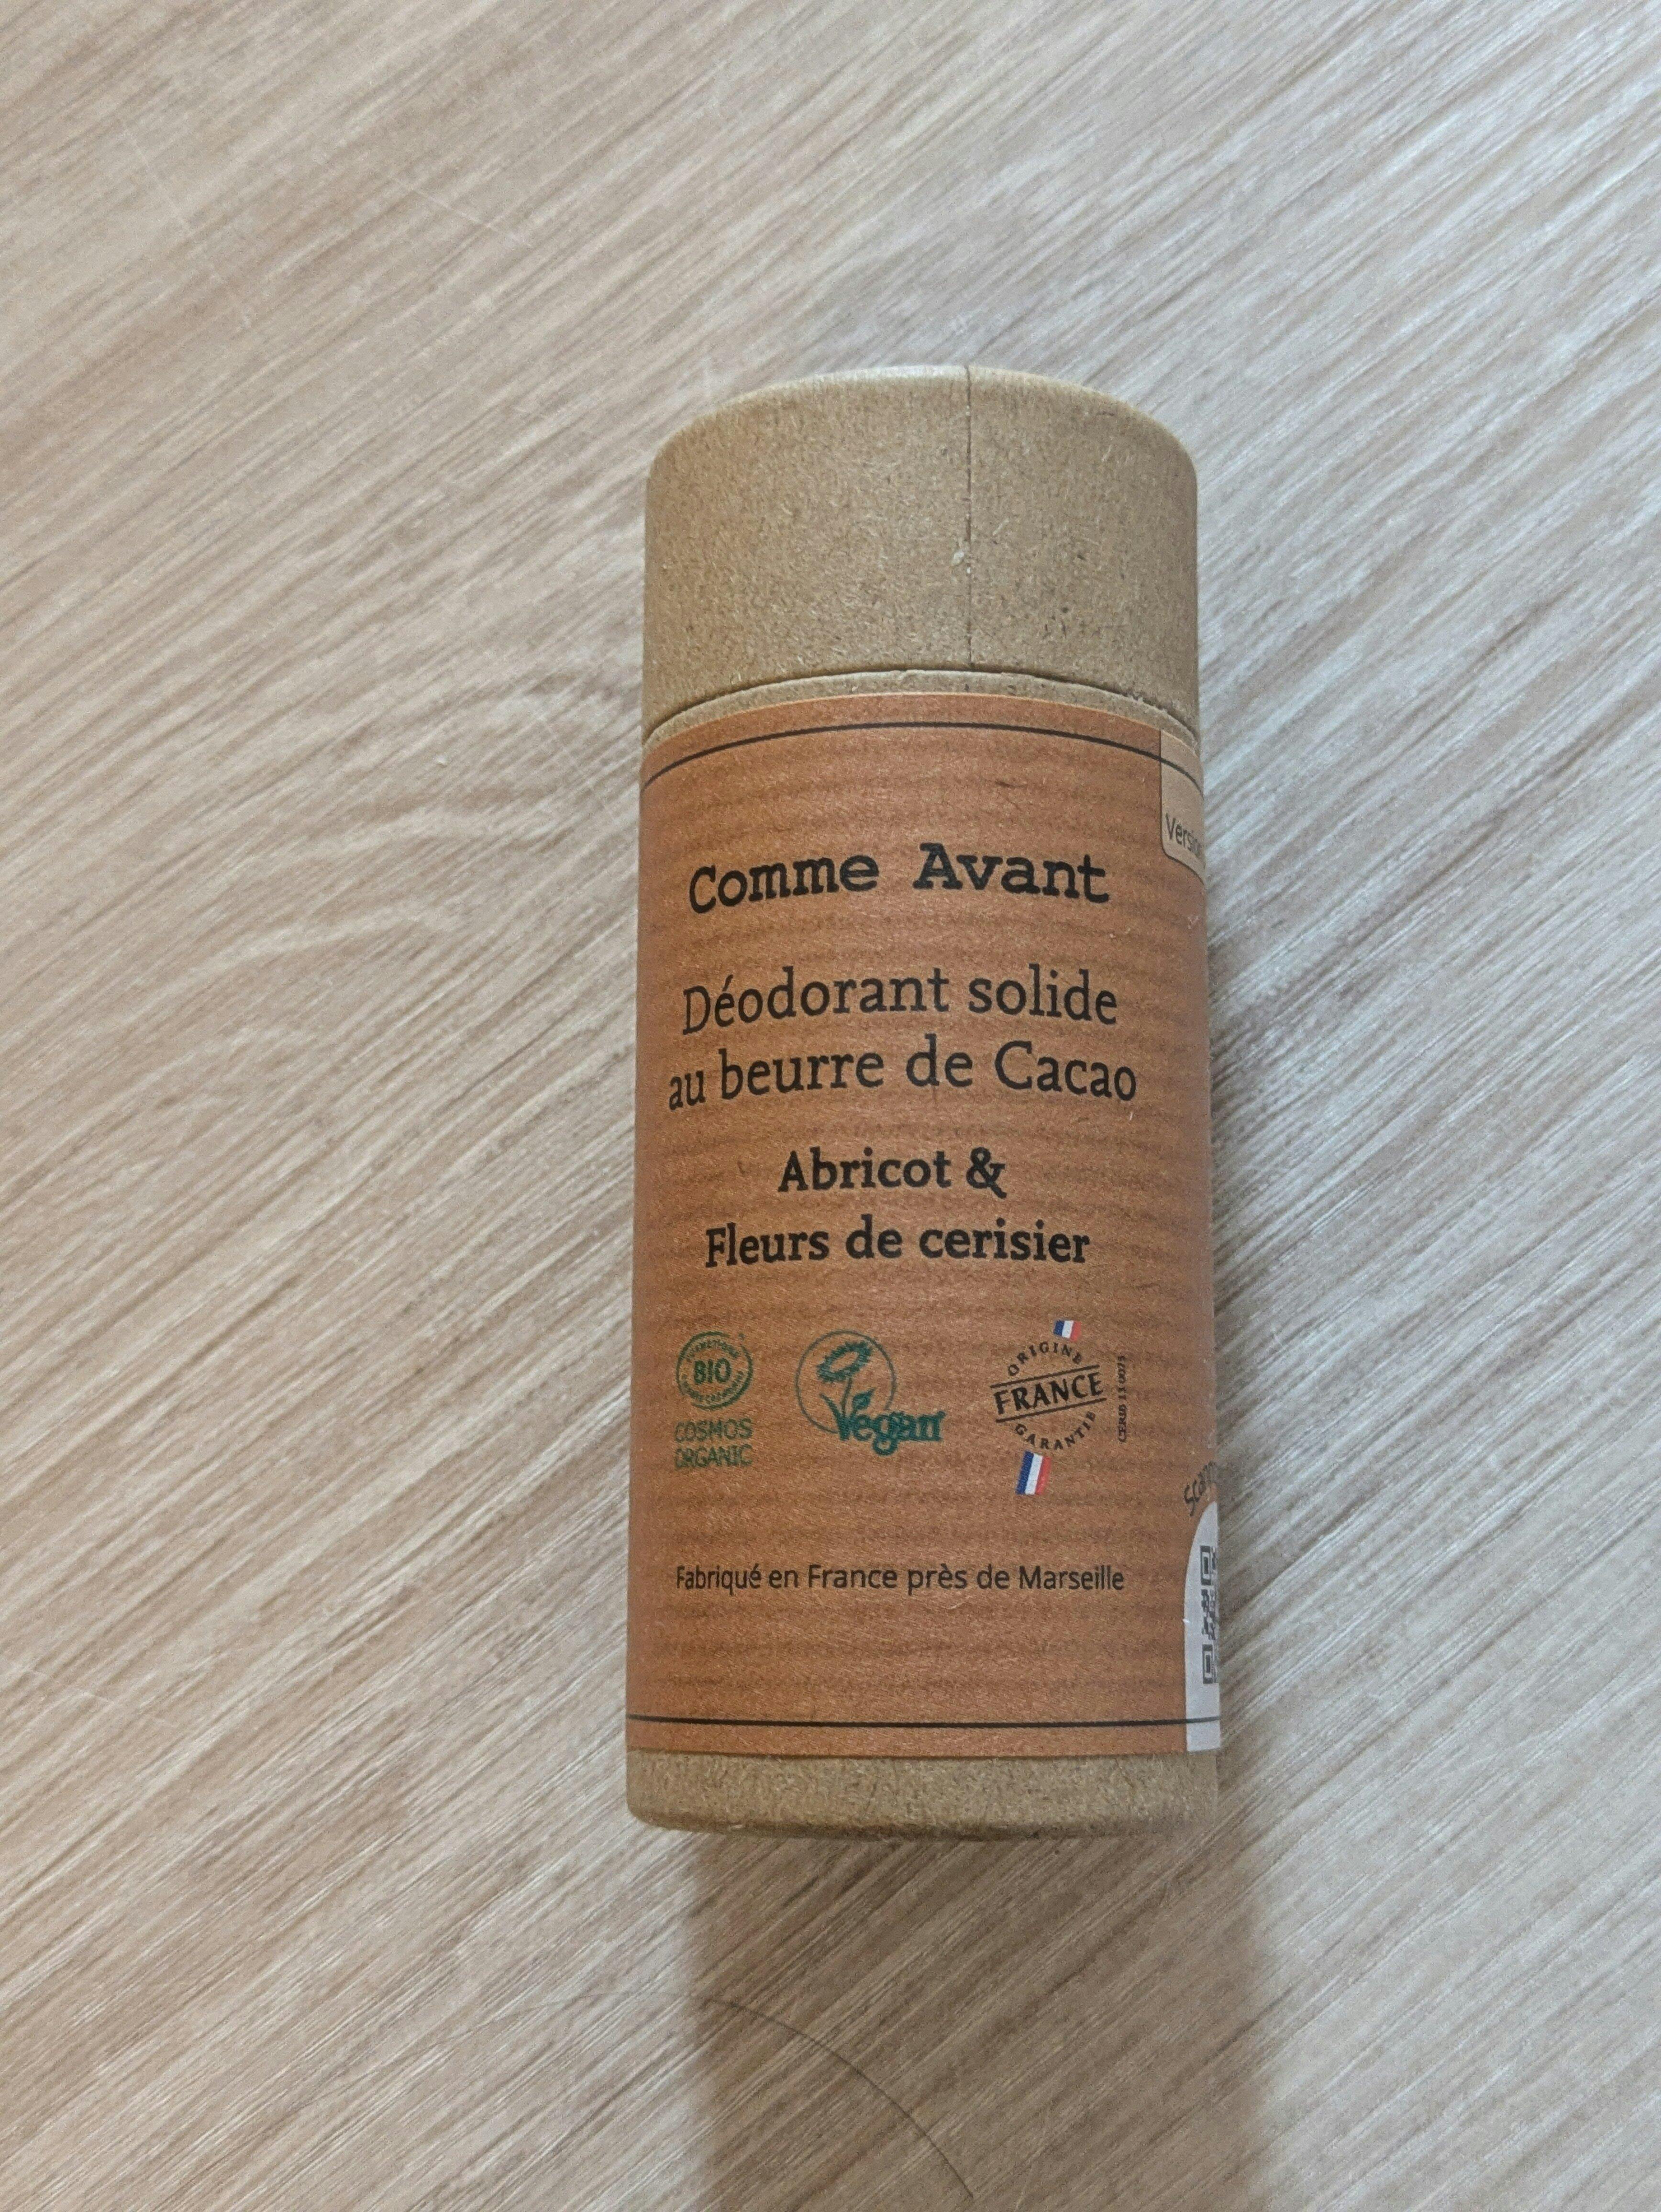 Comme Avant
Déodorant solide
au beurre de Cacao
Abricot &
Fleurs de cerisier
BIO
COSMOS
ORGANIC
Vegan
ORIGINE
FRANCE
GARANTIE
Fabriqué en France près de Marseille